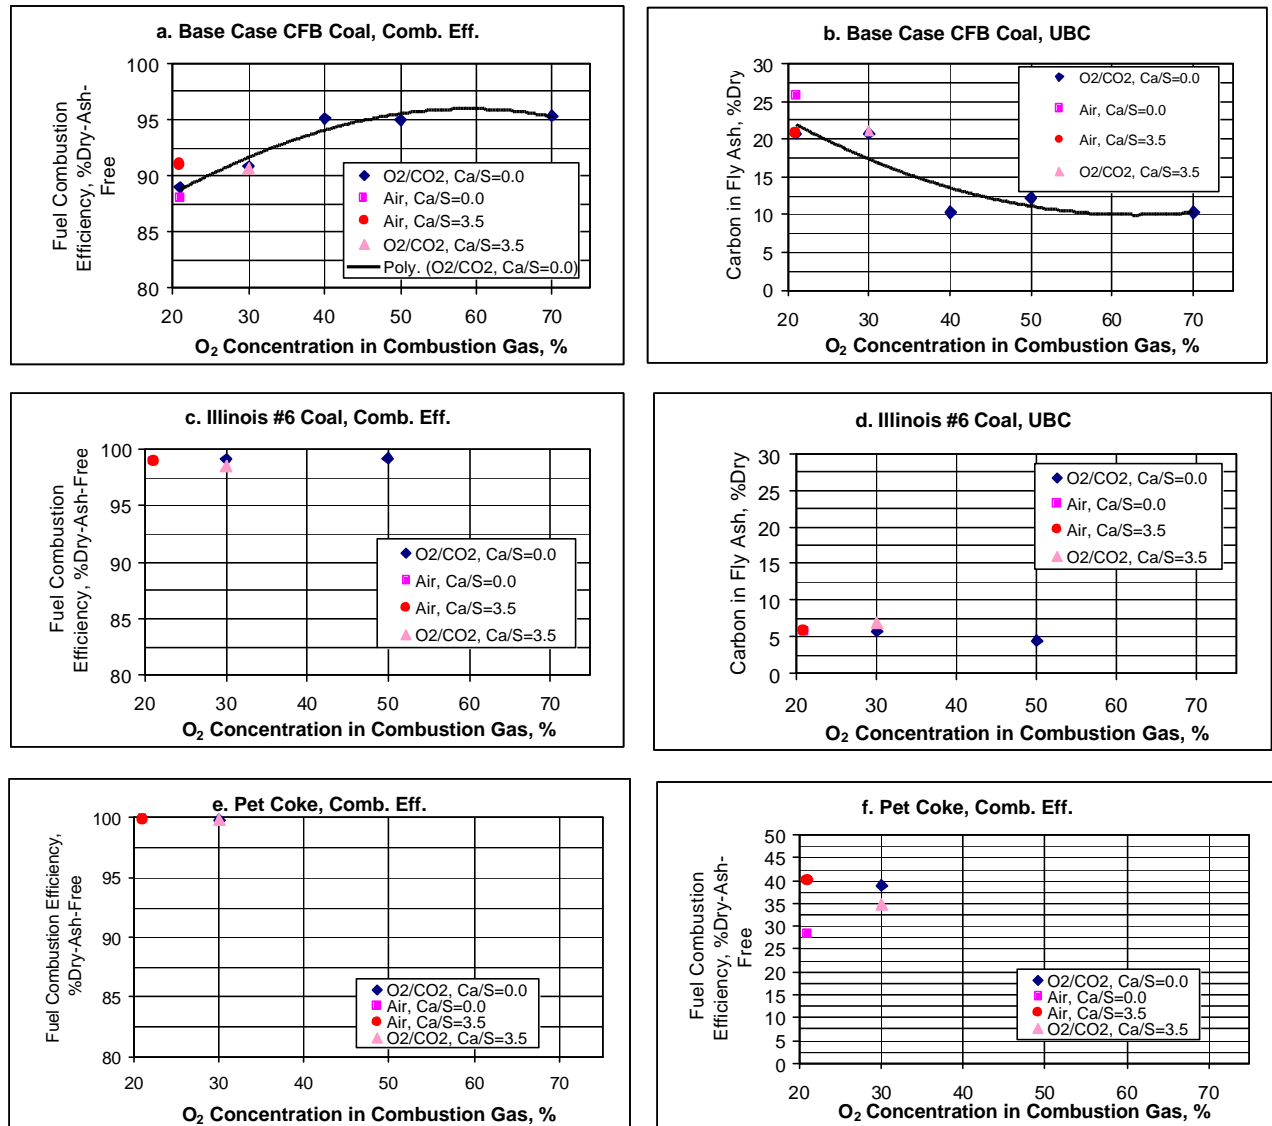 a. Base Case CFB Coal, Comb. Eff.
Fuel Combustion
Efficiency, %Dry-Ash-
Free
100
95
90
85
80
O2/CO2, Ca/S=0.0
Air, Ca/S=0.0
Air, Ca/S=3.5
O2/CO2, Ca/S=3.5
Poly. (O2/CO2, Ca/S=0.0)
20 30 40 50 60 70
O₂ Concentration in Combustion Gas, %
b. Base Case CFB Coal, UBC
Carbon in Fly Ash, %Dry
30
25
20
15
10
5
0
O2/CO2, Ca/S=0.0
Air, Ca/S=0.0
Air, Ca/S=3.5
O2/CO2, Ca/S=3.5
20 30 40 50 60 70
O₂ Concentration in Combustion Gas, %
c. Illinois #6 Coal, Comb. Eff.
Fuel Combustion
Efficiency, %Dry-Ash-Free
100
95
90
85
80
O2/CO2, Ca/S=0.0
Air, Ca/S=0.0
Air, Ca/S=3.5
O2/CO2, Ca/S=3.5
20 30 40 50 60 70
O₂ Concentration in Combustion Gas, %
d. Illinois #6 Coal, UBC
Carbon in Fly Ash, %Dry
30
25
20
15
10
5
0
O2/CO2, Ca/S=0.0
Air, Ca/S=0.0
Air, Ca/S=3.5
O2/CO2, Ca/S=3.5
20 30 40 50 60 70
O₂ Concentration in Combustion Gas, %
e. Pet Coke, Comb. Eff.
Fuel Combustion Efficiency,
%Dry-Ash-Free
100
95
90
85
80
O2/CO2, Ca/S=0.0
Air, Ca/S=0.0
Air, Ca/S=3.5
O2/CO2, Ca/S=3.5
20 30 40 50 60 70
O₂ Concentration in Combustion Gas, %
f. Pet Coke, Comb. Eff.
Fuel Combustion
Efficiency, %Dry-Ash-
Free
50
45
40
35
30
25
20
15
10
5
0
O2/CO2, Ca/S=0.0
Air, Ca/S=0.0
Air, Ca/S=3.5
O2/CO2, Ca/S=3.5
20 30 40 50 60 70
O₂ Concentration in Combustion Gas, %